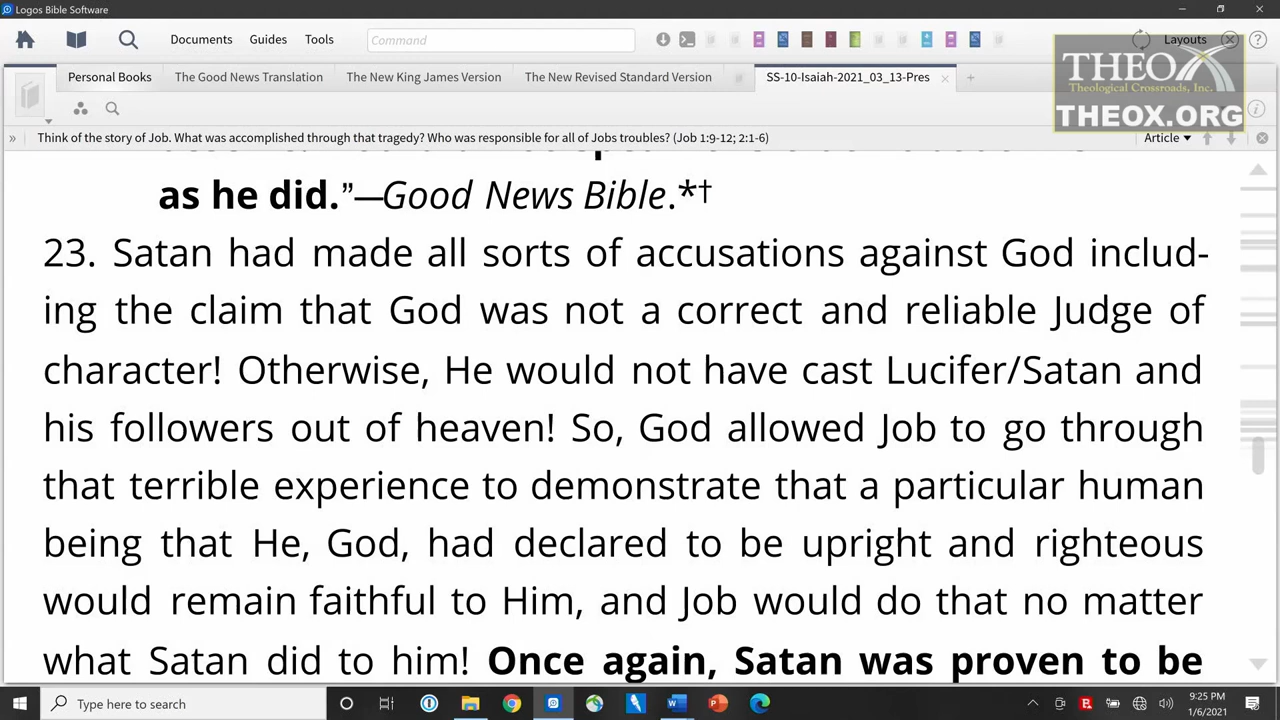 Logos Bible Software
Documents Guides Tools Command Layouts
THEOX
Theological Crossroads, Inc.
THEOX.ORG
Personal Books The Good News Translation The New King James Version The New Revised Standard Version SS-10-Isaiah-2021_03_13-Pres
Think of the story of Job. What was accomplished through that tragedy? Who was responsible for all of Jobs troubles? (Job 1:9-12; 2:1-6) Article
as he did.”—Good News Bible.*†
23. Satan had made all sorts of accusations against God includ-
ing the claim that God was not a correct and reliable Judge of
character! Otherwise, He would not have cast Lucifer/Satan and
his followers out of heaven! So, God allowed Job to go through
that terrible experience to demonstrate that a particular human
being that He, God, had declared to be upright and righteous
would remain faithful to Him, and Job would do that no matter
what Satan did to him! Once again, Satan was proven to be
Type here to search
9:25 PM
1/6/2021